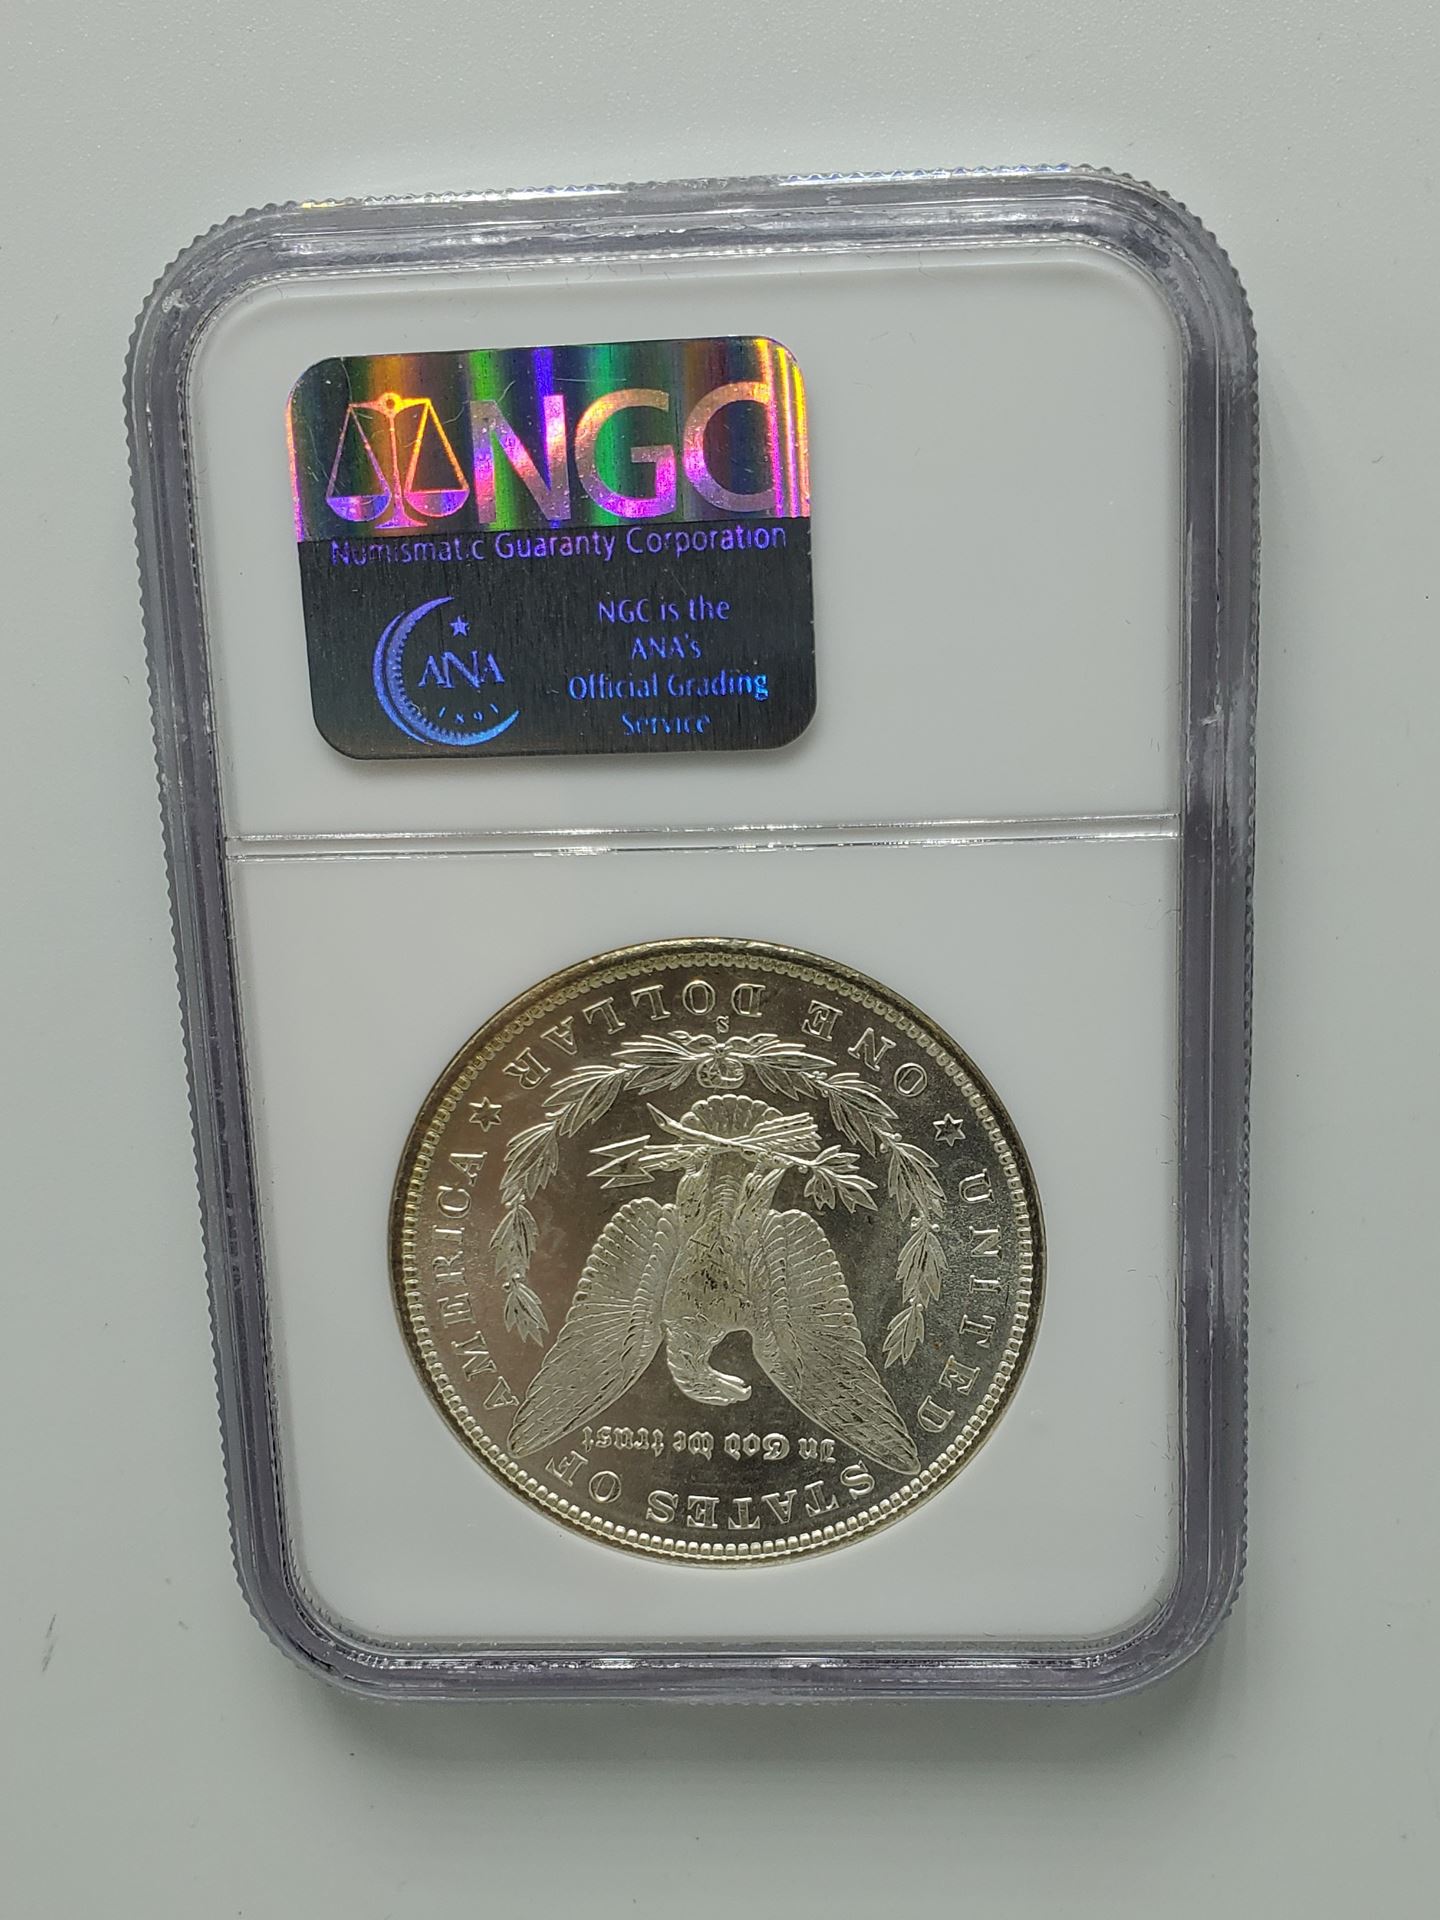 NGC
Numismatic Guaranty Corporation
ANA
1891
NGC is the
ANA's
Official Grading
Service
UNITED STATES OF AMERICA
In God we trust
S
ONE DOLLAR